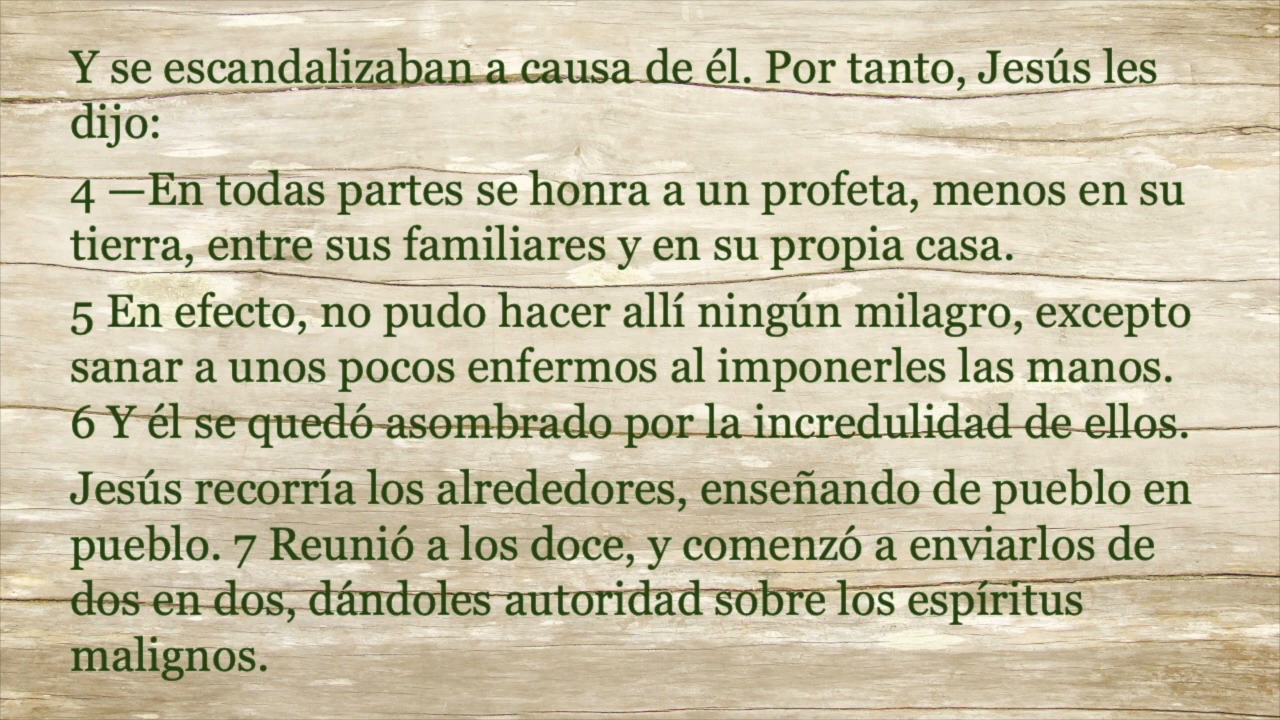 Y se escandalizaban a causa de él. Por tanto, Jesús les
dijo:
4 —En todas partes se honra a un profeta, menos en su
tierra, entre sus familiares y en su propia casa.
5 En efecto, no pudo hacer allí ningún milagro, excepto
sanar a unos pocos enfermos al imponerles las manos.
6 Y él se quedó asombrado por la incredulidad de ellos.
Jesús recorría los alrededores, enseñando de pueblo en
pueblo. 7 Reunió a los doce, y comenzó a enviarlos de
dos en dos, dándoles autoridad sobre los espíritus
malignos.